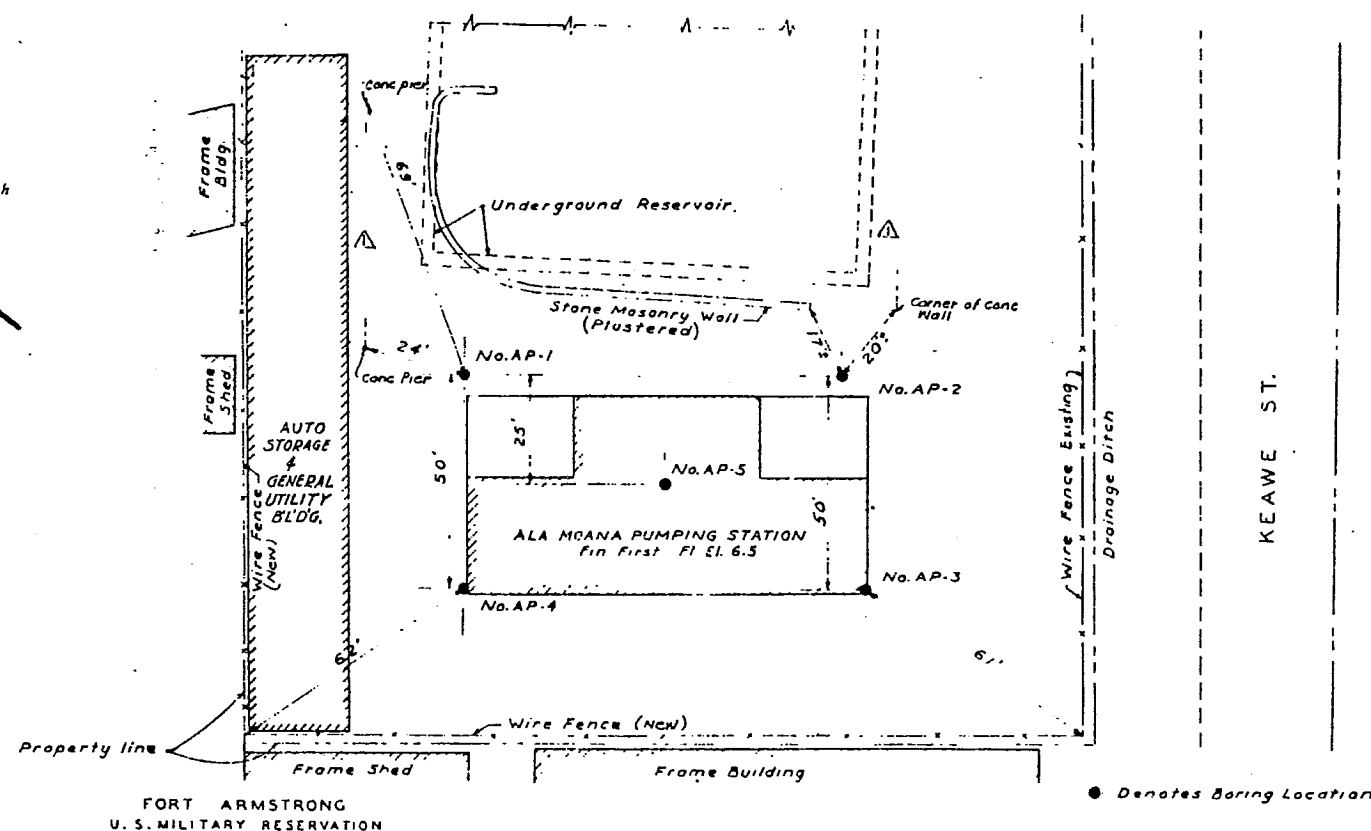 Conc pier
Frame
Bldg.
69'
h
Underground Reservoir.
1
1
Stone Masonry Wall
(Plastered)
Corner of Conc
Wall
17.5'
24'
Conc Pier
No. AP-1
No. AP-2
Frame
Shed
AUTO
STORAGE
&
GENERAL
UTILITY
BL'D'G.
25'
50'
No. AP-5
50'
ALA MOANA PUMPING STATION
Fin First Fl El. 6.5
No. AP-3
No. AP-4
Wire Fence
(New)
Wire Fence Existing
Drainage Ditch
KEAWE ST.
62'
Wire Fence (New)
Property line
Frame Shed
Frame Building
Denotes Boring Location
FORT ARMSTRONG
U. S. MILITARY RESERVATION